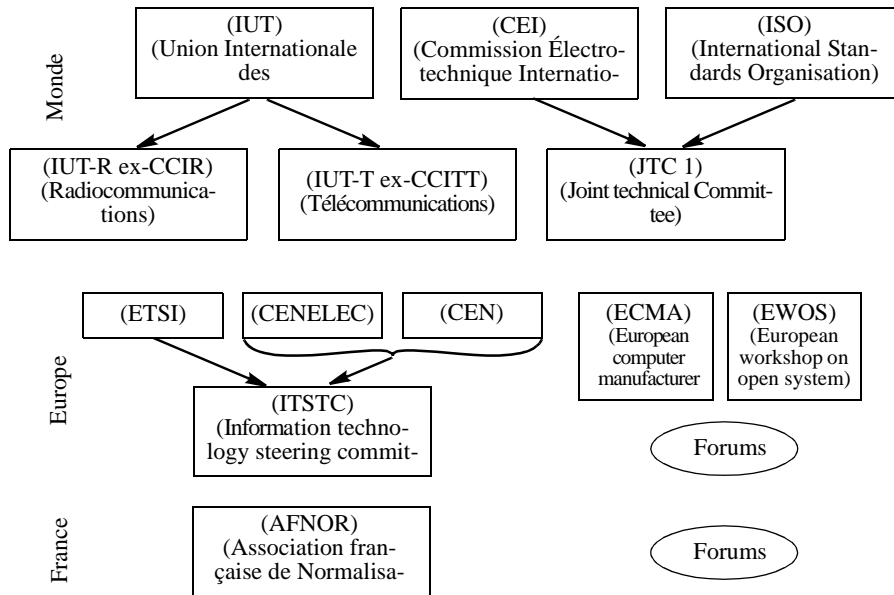 Monde
(IUT)
(Union Internationale
des
(CEI)
(Commission Électro-
technique Internatio-
(ISO)
(International Stan-
dards Organisation)
(IUT-R ex-CCIR)
(Radiocommunica-
tions)
(IUT-T ex-CCITT)
(Télécommunications)
(JTC 1)
(Joint technical Commit-
tee)
Europe
(ETSI)
(CENELEC)
(CEN)
(ECMA)
(European
computer
manufacturer
(EWOS)
(European
workshop on
open system)
(ITSTC)
(Information techno-
logy steering commit-
Forums
France
(AFNOR)
(Association fran-
çaise de Normalisa-
Forums